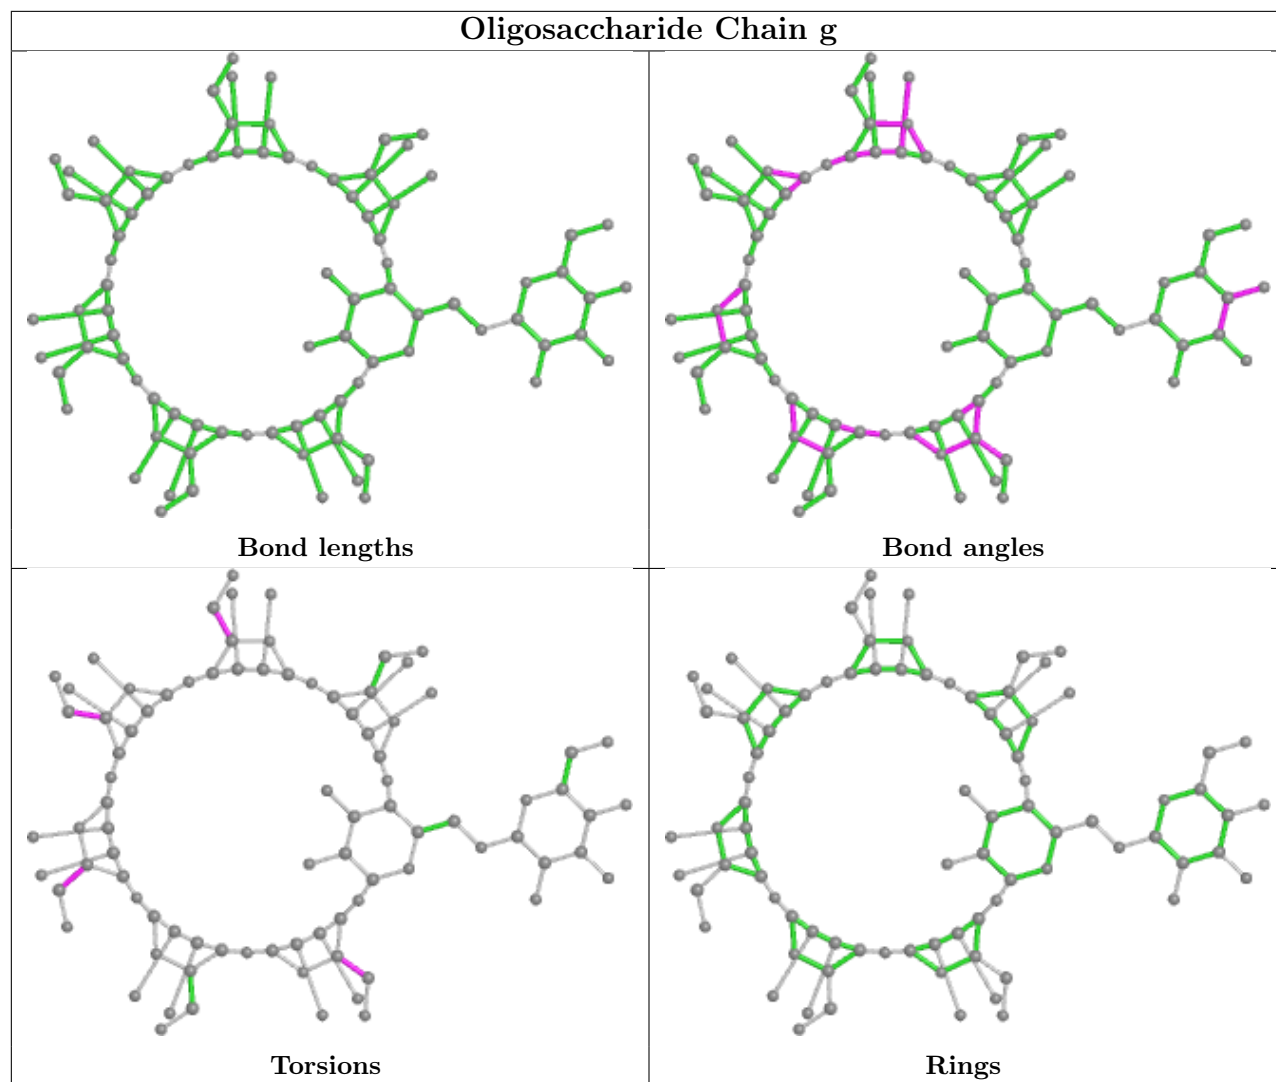 Oligosaccharide Chain g
Bond lengths
Bond angles
Torsions
Rings